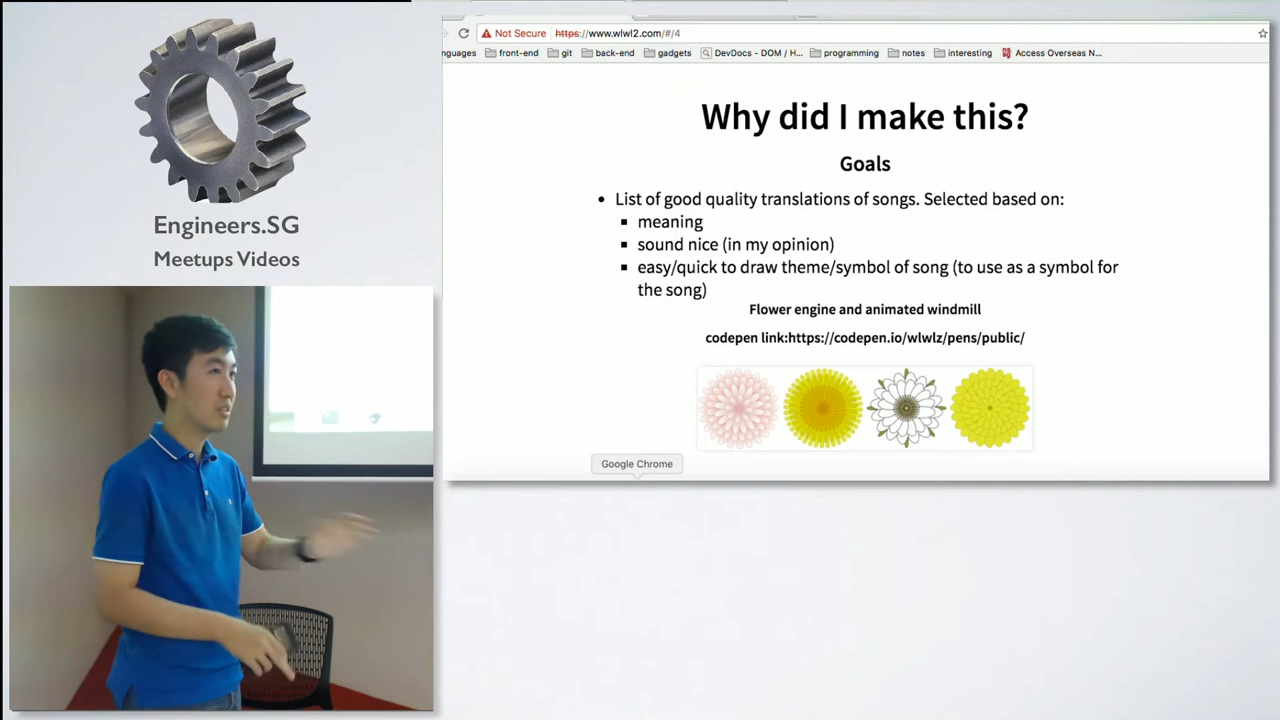 Engineers.SG
Meetups Videos
Not Secure https://www.wlwl2.com/#/4
nguages front-end git back-end gadgets DevDocs - DOM / H... programming notes interesting Access Overseas N...
Why did I make this?
Goals
List of good quality translations of songs. Selected based on:
meaning
sound nice (in my opinion)
easy/quick to draw theme/symbol of song (to use as a symbol for
the song)
Flower engine and animated windmill
codepen link:https://codepen.io/wlwlz/pens/public/
Google Chrome